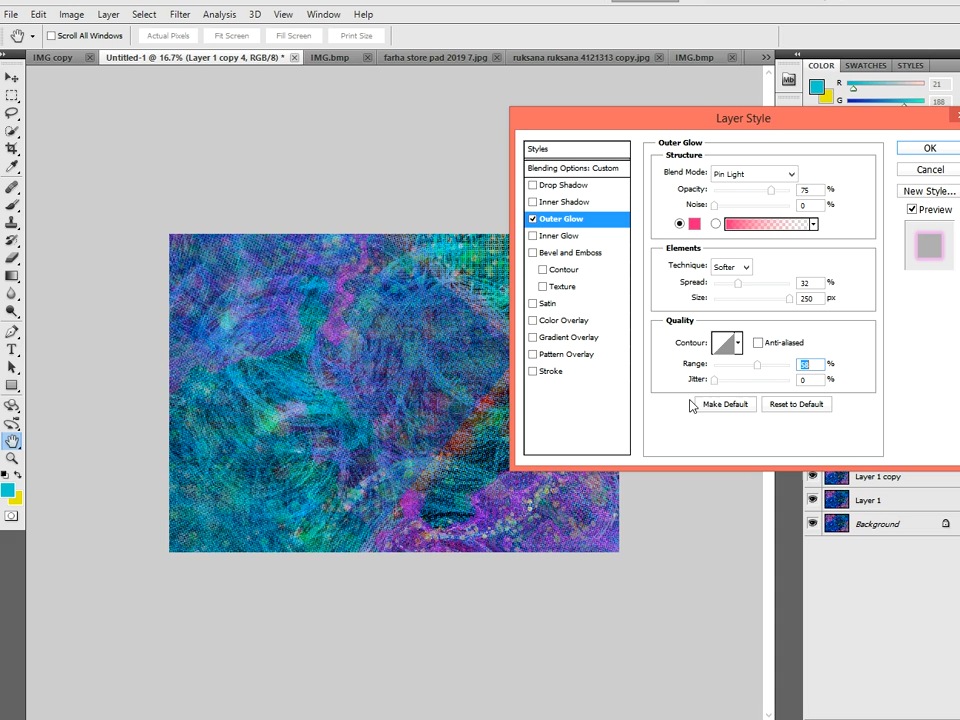 File Edit Image Layer Select Filter Analysis 3D View Window Help
Scroll All Windows Actual Pixels Fit Screen Fill Screen Print Size
IMG copy Untitled-1 @ 16.7% (Layer 1 copy 4, RGB/8) * IMG.bmp farha store pad 2019 7.jpg ruksana ruksana 4121313 copy.jpg IMG.bmp
COLOR SWATCHES STYLES
Mb
R 21
G 188
Layer Style
Styles
Blending Options: Custom
Drop Shadow
Inner Shadow
Outer Glow
Inner Glow
Bevel and Emboss
Contour
Texture
Satin
Color Overlay
Gradient Overlay
Pattern Overlay
Stroke
Outer Glow
Structure
Blend Mode: Pin Light
Opacity: 75 %
Noise: 0 %
Elements
Technique: Softer
Spread: 32 %
Size: 250 px
Quality
Contour: Anti-aliased
Range: 58 %
Jitter: 0 %
Make Default Reset to Default
OK
Cancel
New Style...
Preview
Layer 1 copy
Layer 1
Background